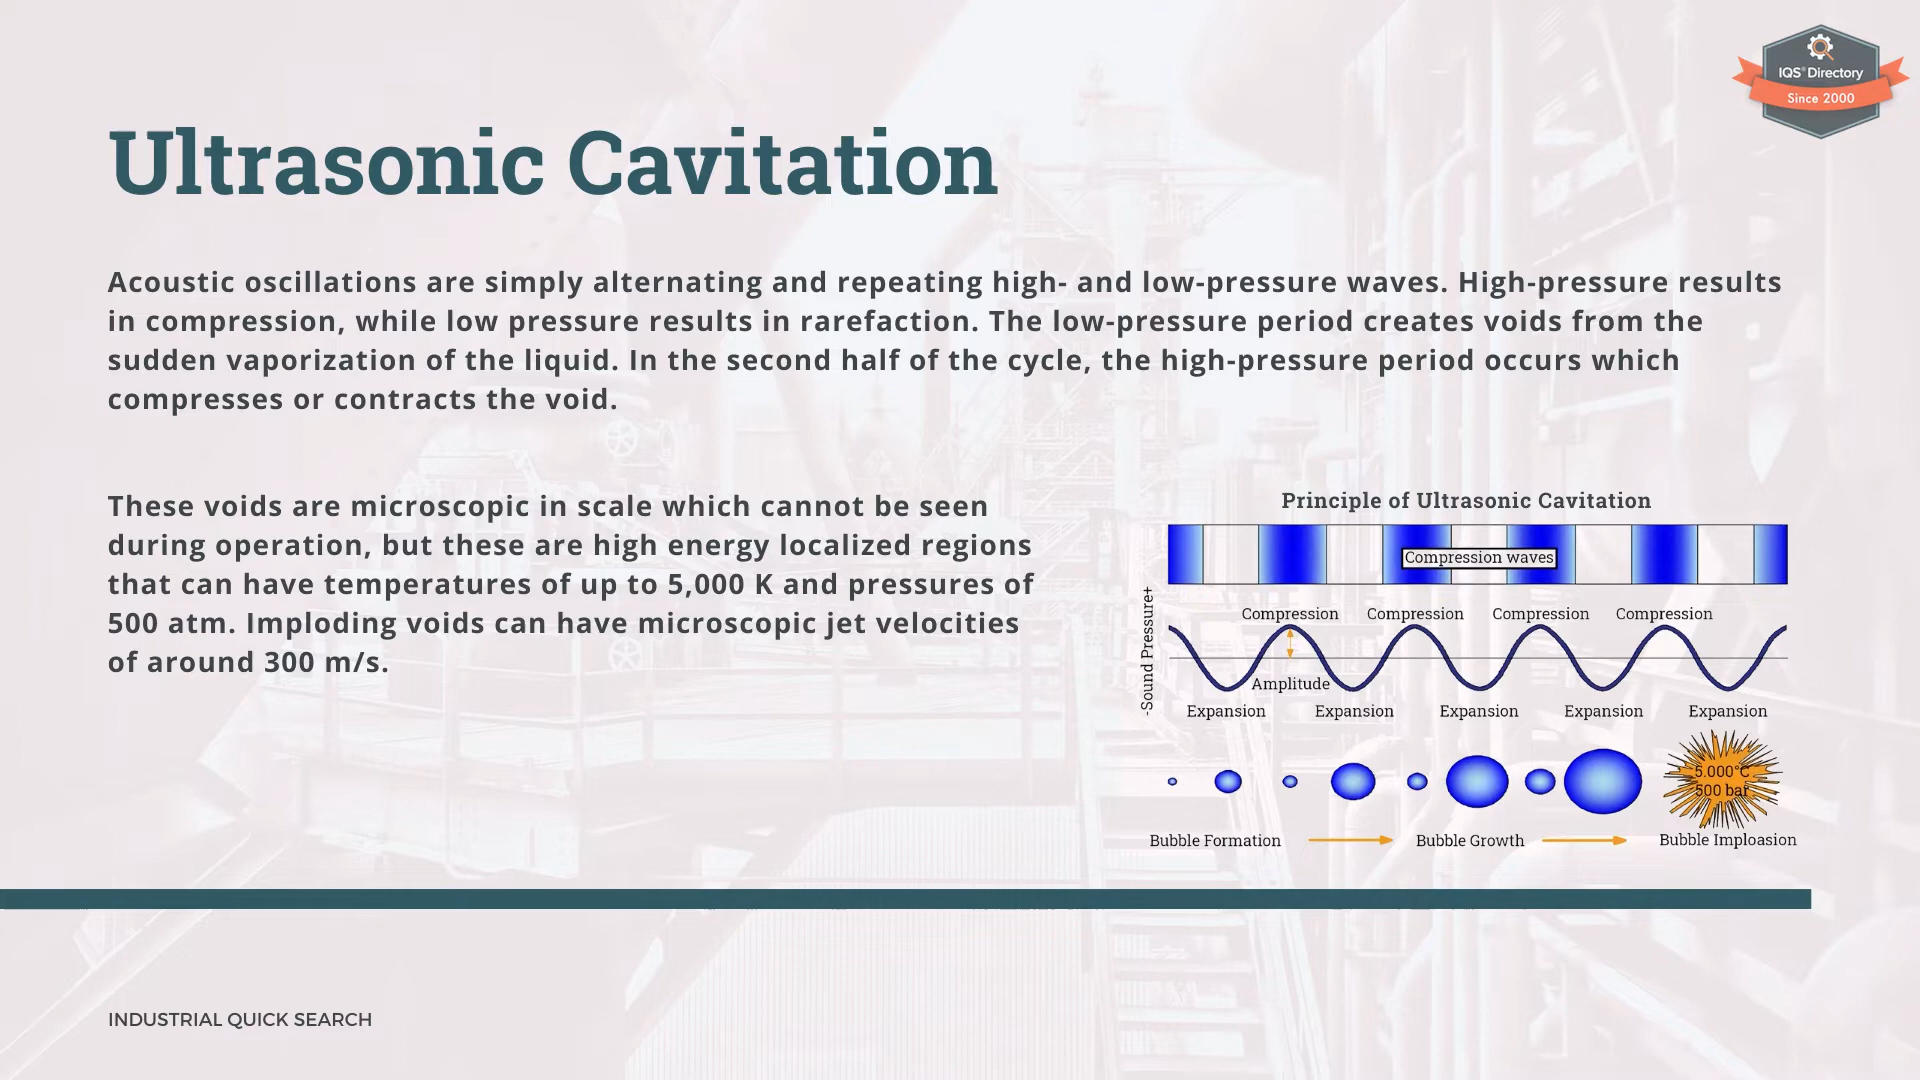 IQS® Directory
Since 2000
Ultrasonic Cavitation
Acoustic oscillations are simply alternating and repeating high- and low-pressure waves. High-pressure results
in compression, while low pressure results in rarefaction. The low-pressure period creates voids from the
sudden vaporization of the liquid. In the second half of the cycle, the high-pressure period occurs which
compresses or contracts the void.
These voids are microscopic in scale which cannot be seen
during operation, but these are high energy localized regions
that can have temperatures of up to 5,000 K and pressures of
500 atm. Imploding voids can have microscopic jet velocities
of around 300 m/s.
Principle of Ultrasonic Cavitation
Compression waves
-Sound Pressure+
Compression Compression Compression Compression
Amplitude
Expansion Expansion Expansion Expansion Expansion
5.000°C
500 bar
Bubble Formation Bubble Growth Bubble Imploasion
INDUSTRIAL QUICK SEARCH